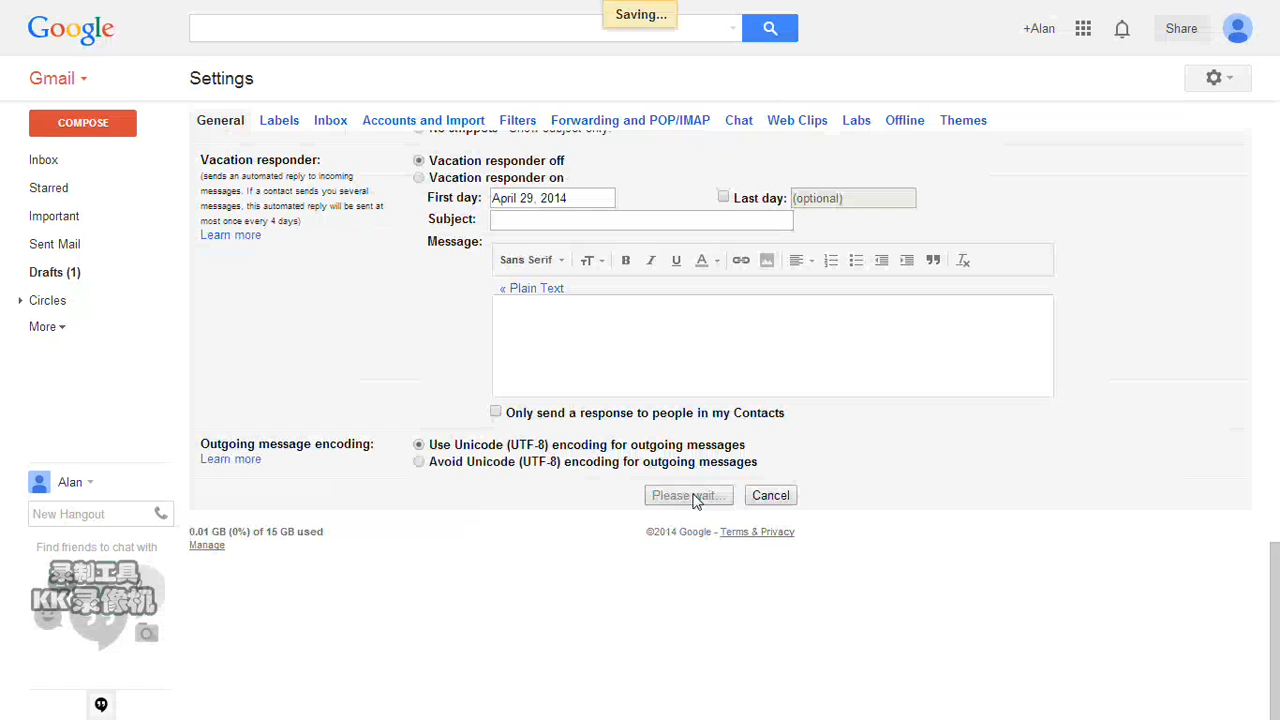 Saving...
Google
+Alan
Share
Gmail
Settings
COMPOSE
General Labels Inbox Accounts and Import Filters Forwarding and POP/IMAP Chat Web Clips Labs Offline Themes
No snippets - Show subject only.
Inbox
Starred
Important
Sent Mail
Drafts (1)
Circles
More
Vacation responder:
(sends an automated reply to incoming
messages. If a contact sends you several
messages, this automated reply will be sent at
most once every 4 days)
Learn more
Vacation responder off
Vacation responder on
First day: April 29, 2014 Last day: (optional)
Subject:
Message:
Sans Serif
« Plain Text
Only send a response to people in my Contacts
Outgoing message encoding:
Learn more
Use Unicode (UTF-8) encoding for outgoing messages
Avoid Unicode (UTF-8) encoding for outgoing messages
Please wait... Cancel
Alan
New Hangout
Find friends to chat with
录制工具
KK录像机
0.01 GB (0%) of 15 GB used
Manage
©2014 Google - Terms & Privacy